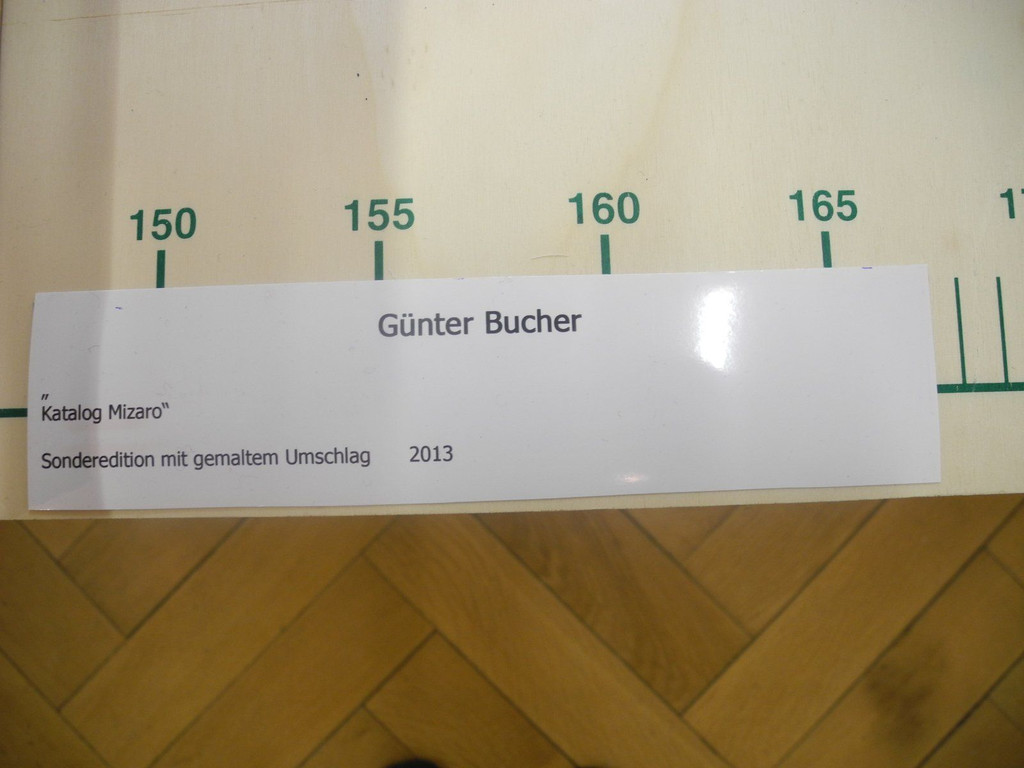 150 155 160 165
Günter Bucher
„
Katalog Mizaro“
Sonderedition mit gemaltem Umschlag 2013